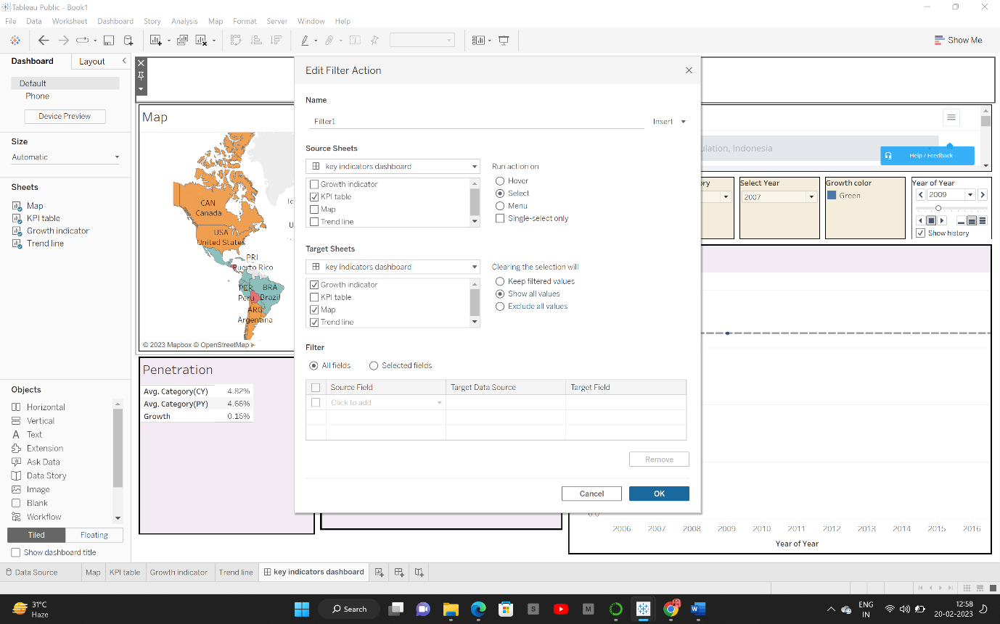 Tableau Public - Book1
File Data Worksheet Dashboard Story Analysis Map Format Server Window Help
Show Me
Dashboard Layout
Default
Phone
Device Preview
Size
Automatic
Sheets
Map
KPI table
Growth indicator
Trend line
Objects
Horizontal
Vertical
Text
Extension
Ask Data
Data Story
Image
Blank
Workflow
Tiled Floating
Show dashboard title
Map
CAN
Canada
USA
United States
PRI
Puerto Rico
PER BRA
Peru Brazil
ARG
Argentina
© 2023 Mapbox © OpenStreetMap
Penetration
Avg. Category(CY) 4.82%
Avg. Category(PY) 4.66%
Growth 0.16%
Edit Filter Action
Name
Filter1 Insert
Source Sheets
key indicators dashboard
Growth indicator
KPI table
Map
Trend line
Run action on
Hover
Select
Menu
Single-select only
Target Sheets
key indicators dashboard
Growth indicator
KPI table
Map
Trend line
Clearing the selection will
Keep filtered values
Show all values
Exclude all values
Filter
All fields Selected fields
Source Field Target Data Source Target Field
Click to add
Remove
Cancel OK
ulation, Indonesia
Help / Feedback
ory
Select Year
2007
Growth color
Green
Year of Year
2009
Show history
0.0
2006 2007 2008 2009 2010 2011 2012 2013 2014 2015 2016
Year of Year
Data Source Map KPI table Growth indicator Trend line key indicators dashboard
31°C
Haze
Search
S
M
W
ENG
IN
12:58
20-02-2023